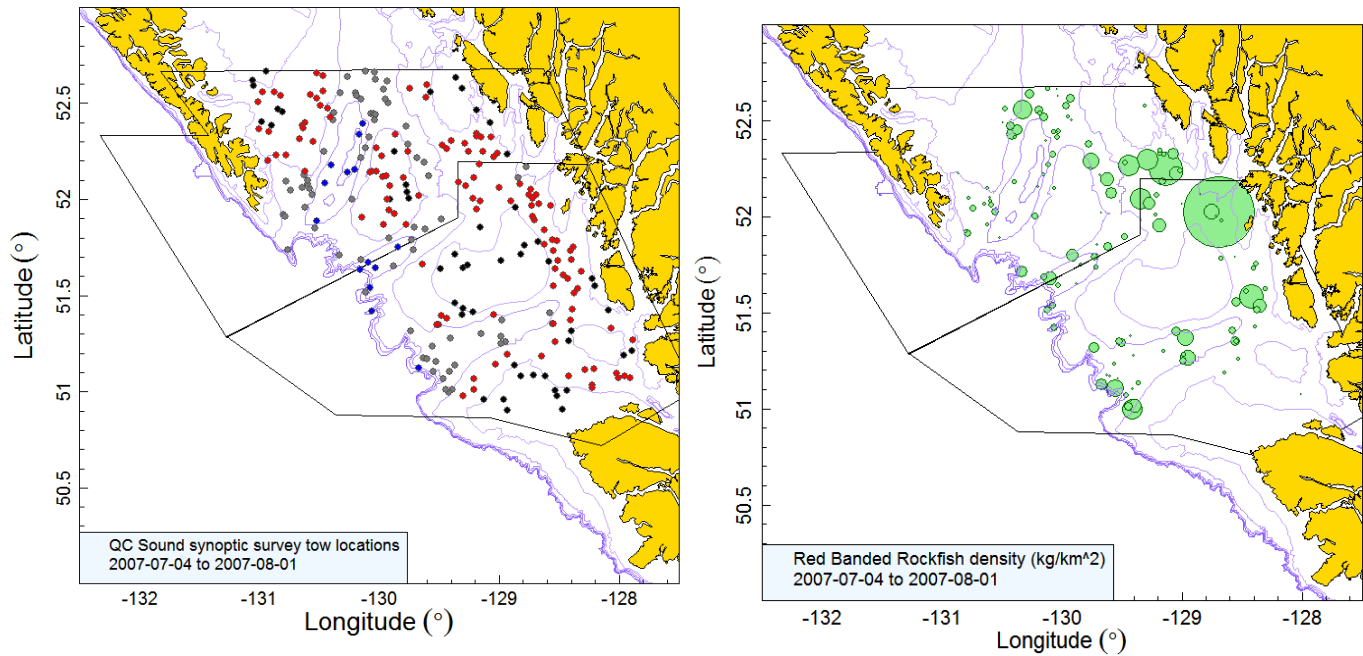 52.5
52
51.5
51
50.5
Latitude (°)
QC Sound synoptic survey tow locations
2007-07-04 to 2007-08-01
-132 -131 -130 -129 -128
Longitude (°)
52.5
52
51.5
51
50.5
Latitude (°)
Red Banded Rockfish density (kg/km^2)
2007-07-04 to 2007-08-01
-132 -131 -130 -129 -128
Longitude (°)